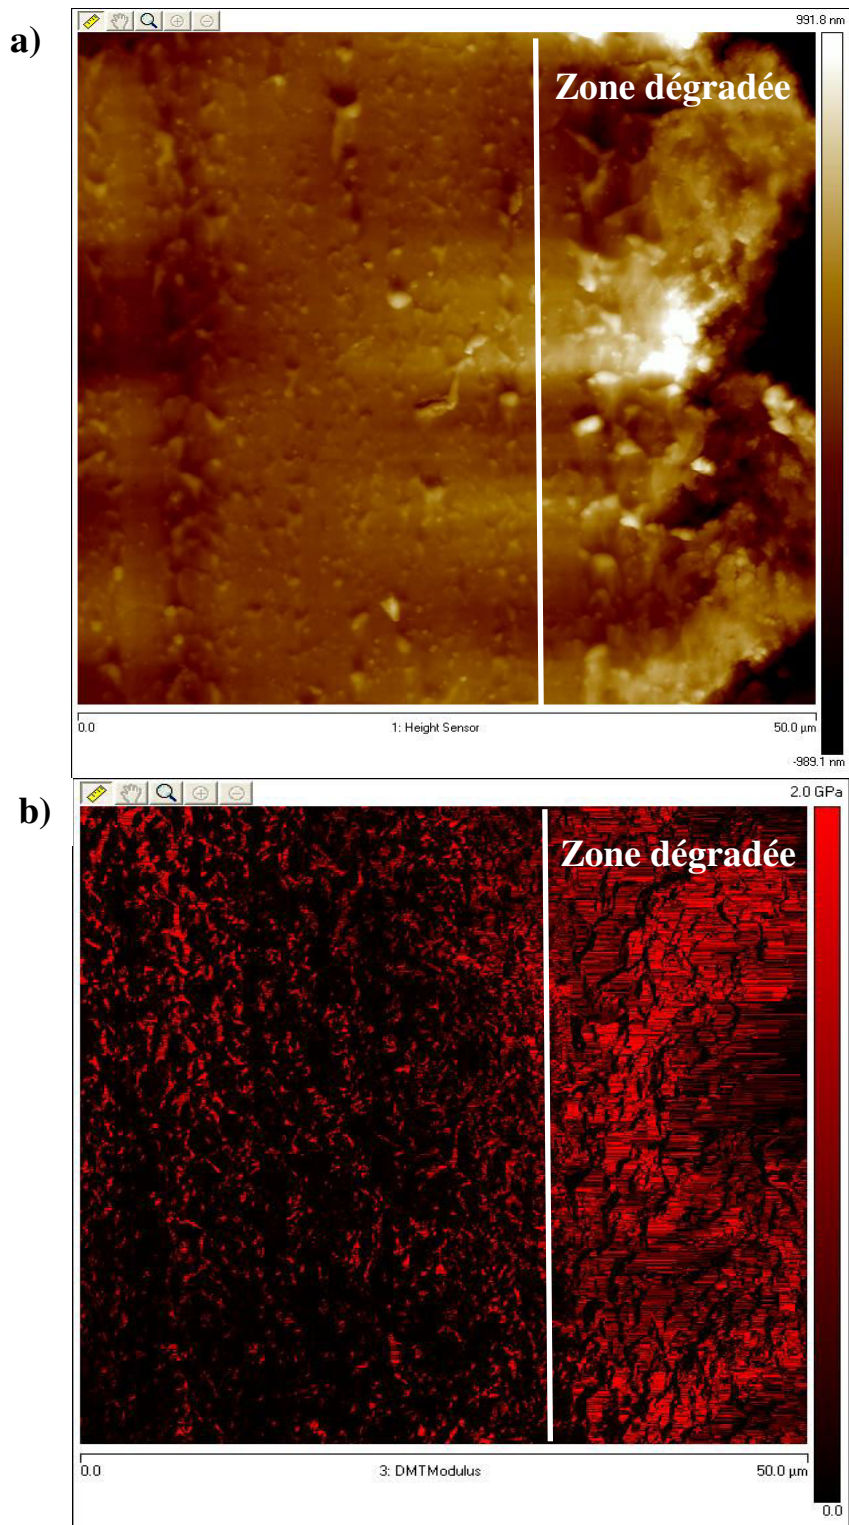 a)
991.8 nm
Zone dégradée
0.0
1: Height Sensor
50.0 µm
-989.1 nm
b)
2.0 GPa
Zone dégradée
0.0
3: DMTModulus
50.0 µm
0.0